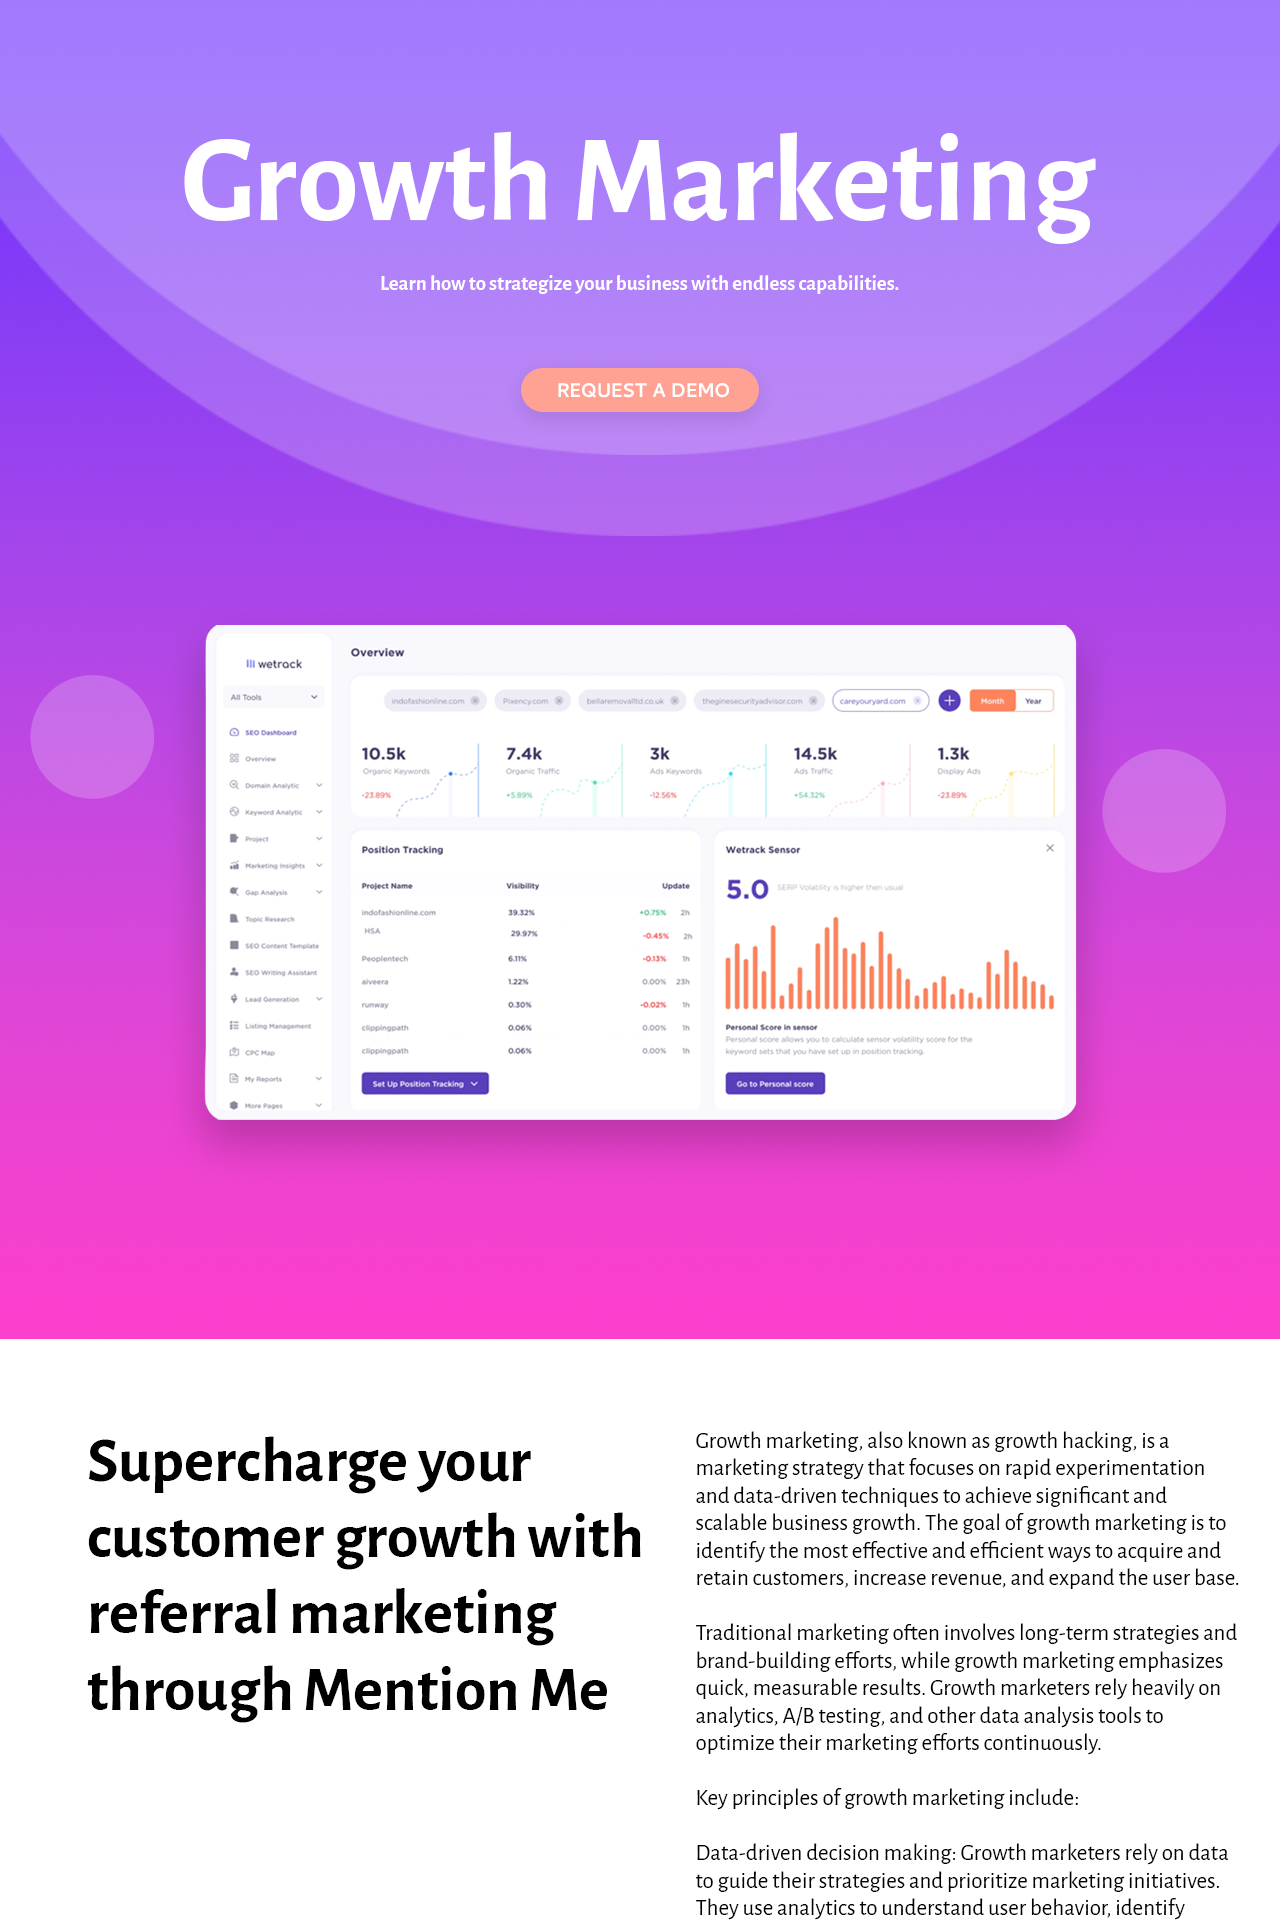 Growth Marketing
Learn how to strategize your business with endless capabilities.
REQUEST A DEMO
wetrack
All Tools
SEO Dashboard
Overview
Domain Analytic
Keyword Analytic
Project
Marketing Insights
Gap Analysis
Topic Research
SEO Content Template
SEO Writing Assistant
Lead Generation
Listing Management
CPC Map
My Reports
More Pages
Overview
indofashionline.com
Pixency.com
bellaremovalltd.co.uk
theginesecurityadvisor.com
careyouryard.com
Month
Year
10.5k
Organic Keywords
-23.89%
7.4k
Organic Traffic
+5.89%
3k
Ads Keywords
-12.56%
14.5k
Ads Traffic
+54.32%
1.3k
Display Ads
-23.89%
Position Tracking
Project Name Visibility Update
indofashionline.com 39.32% +0.75% 2h
HSA 29.97% -0.45% 2h
Peoplentech 6.11% -0.13% 1h
aiveera 1.22% 0.00% 23h
runway 0.30% -0.02% 1h
clippingpath 0.06% 0.00% 1h
clippingpath 0.06% 0.00% 1h
Set Up Position Tracking
Wetrack Sensor
5.0 SERP Volatility is higher then usual
Personal Score in sensor
Personal score allows you to calculate sensor volatility score for the
keyword sets that you have set up in position tracking.
Go to Personal score
Supercharge your
customer growth with
referral marketing
through Mention Me
Growth marketing, also known as growth hacking, is a
marketing strategy that focuses on rapid experimentation
and data-driven techniques to achieve significant and
scalable business growth. The goal of growth marketing is to
identify the most effective and efficient ways to acquire and
retain customers, increase revenue, and expand the user base.
Traditional marketing often involves long-term strategies and
brand-building efforts, while growth marketing emphasizes
quick, measurable results. Growth marketers rely heavily on
analytics, A/B testing, and other data analysis tools to
optimize their marketing efforts continuously.
Key principles of growth marketing include:
Data-driven decision making: Growth marketers rely on data
to guide their strategies and prioritize marketing initiatives.
They use analytics to understand user behavior, identify